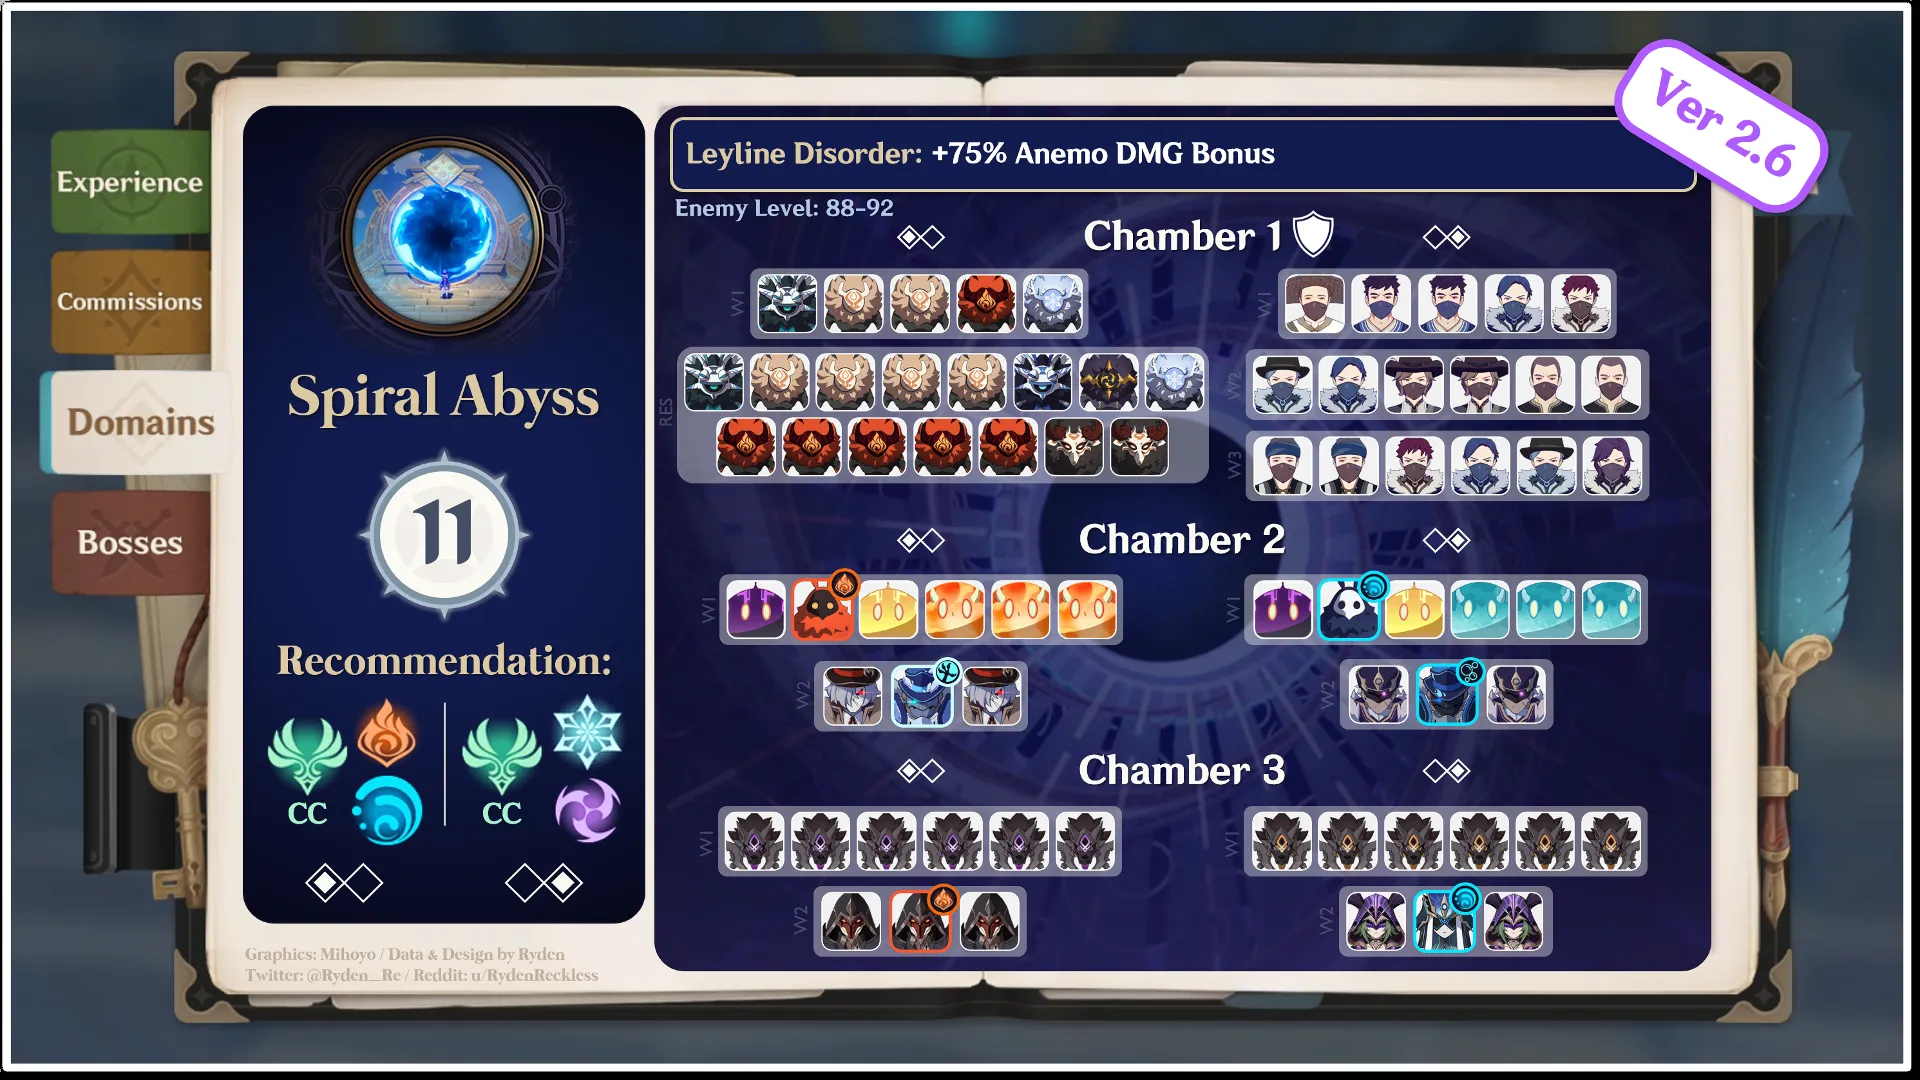 Ver 2.6
Experience
Commissions
Domains
Bosses
Spiral Abyss
11
Recommendation:
CC
CC
Graphics: Mihoyo / Data & Design by Ryden
Twitter: @Ryden__Re / Reddit: u/RydenReckless
Leyline Disorder: +75% Anemo DMG Bonus
Enemy Level: 88-92
Chamber 1
W1
W1
RES
W2
W3
Chamber 2
W1
W1
W2
W2
Chamber 3
W1
W1
W2
W2